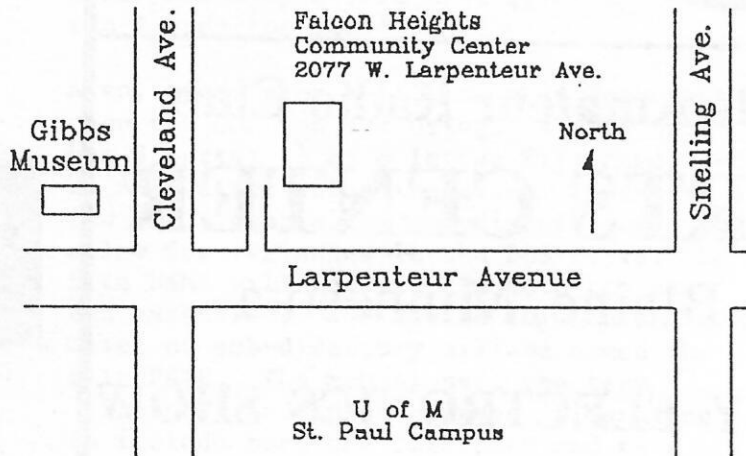 Falcon Heights
Community Center
2077 W. Larpenteur Ave.
Cleveland Ave.
Snelling Ave.
Gibbs
Museum
North
Larpenteur Avenue
U of M
St. Paul Campus